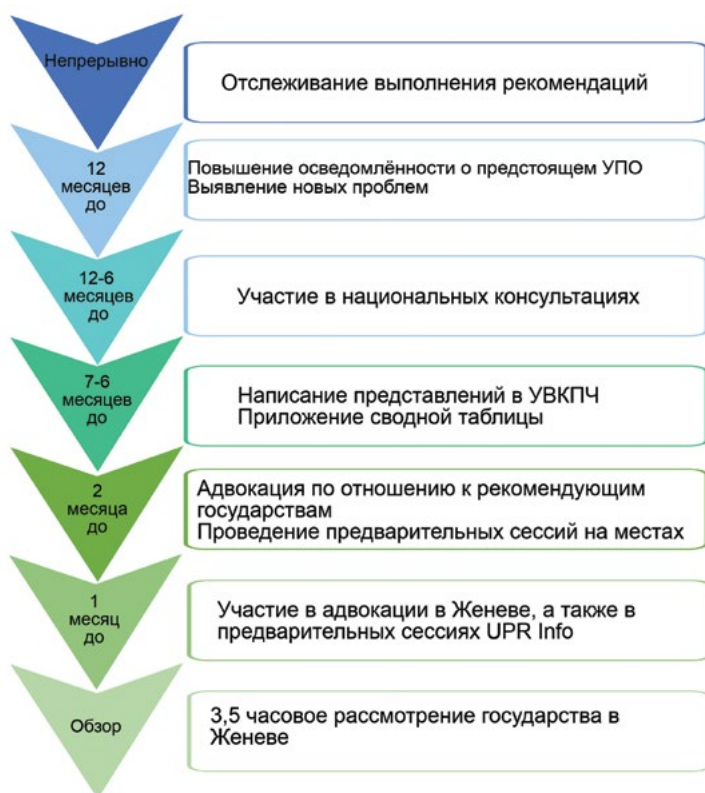 Непрерывно
Отслеживание выполнения рекомендаций
12
месяцев
до
Повышение осведомлённости о предстоящем УПО
Выявление новых проблем
12-6
месяцев
до
Участие в национальных консультациях
7-6
месяцев
до
Написание представлений в УВКПЧ
Приложение сводной таблицы
2
месяца
до
Адвокация по отношению к рекомендующим
государствам
Проведение предварительных сессий на местах
1
месяц
до
Участие в адвокации в Женеве, а также в
предварительных сессиях UPR Info
Обзор
3,5 часовое рассмотрение государства в
Женеве